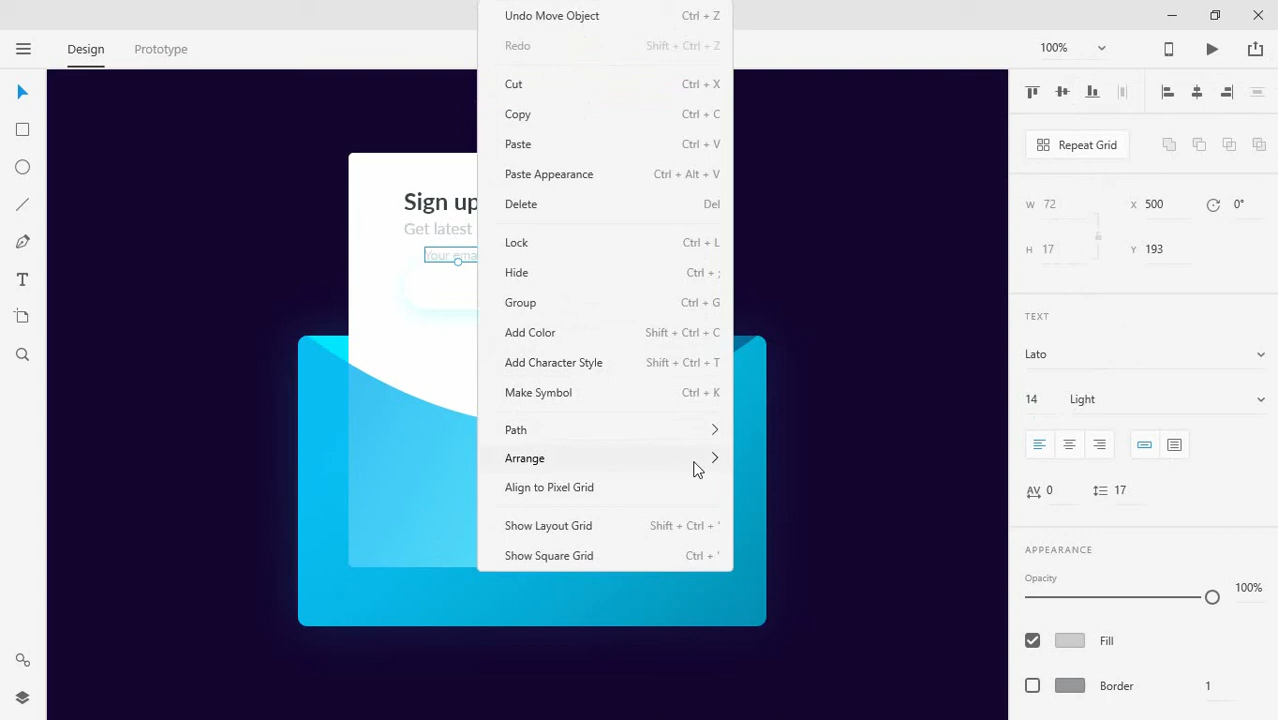 Undo Move Object Ctrl + Z
Redo Shift + Ctrl + Z
Design Prototype 100%
Cut Ctrl + X
Copy Ctrl + C
Paste Ctrl + V
Repeat Grid
Paste Appearance Ctrl + Alt + V
Delete Del
Sign up
W 72 X 500 0°
Get latest
Lock Ctrl + L
H 17 Y 193
Your ema
Hide Ctrl + ;
Group Ctrl + G
TEXT
Add Color Shift + Ctrl + C
Lato
Add Character Style Shift + Ctrl + T
Make Symbol Ctrl + K
14 Light
Path
Arrange
Align to Pixel Grid
AV 0 17
Show Layout Grid Shift + Ctrl + '
APPEARANCE
Show Square Grid Ctrl + '
Opacity
100%
Fill
Border 1